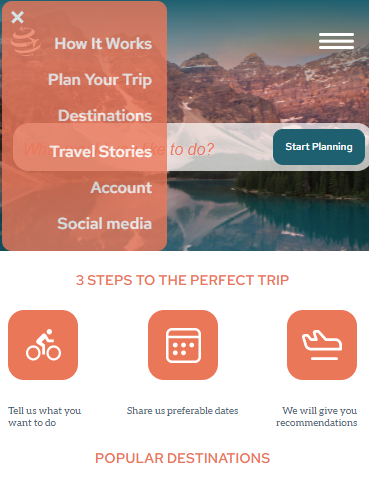 How It Works
Plan Your Trip
Destinations
Travel Stories
Account
Social media
to do?
Start Planning
3 STEPS TO THE PERFECT TRIP
Tell us what you
want to do
Share us preferable dates
We will give you
recommendations
POPULAR DESTINATIONS